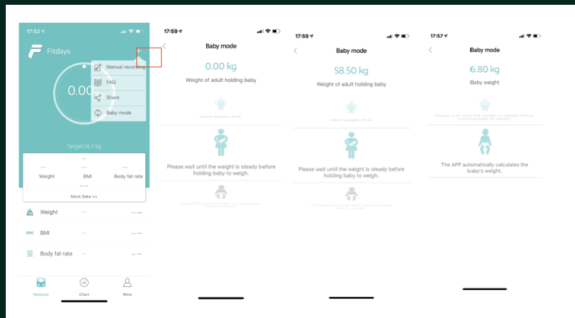 17:52
Fitdays
0.00
Manual recording
FAQ
Share
Baby mode
Weight
BMI
Body fat rate
More Data >>
Weight
BMI
Body fat rate
Measure
Chart
Mine
17:59
Baby mode
0.00 kg
Weight of adult holding baby
Please wait until the weight is steady before
holding baby to weigh.
17:59
Baby mode
58.50 kg
Weight of adult holding baby
Please wait until the weight is steady before
holding baby to weigh.
17:57
Baby mode
6.80 kg
Baby weight
The APP automatically calculates the
baby's weight.